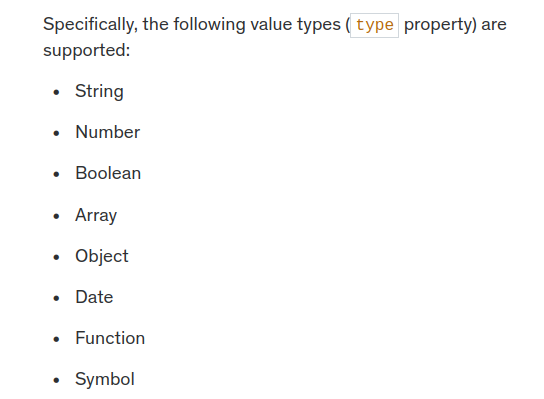 Specifically, the following value types ( type property) are
supported:
• String
• Number
• Boolean
• Array
• Object
• Date
• Function
• Symbol